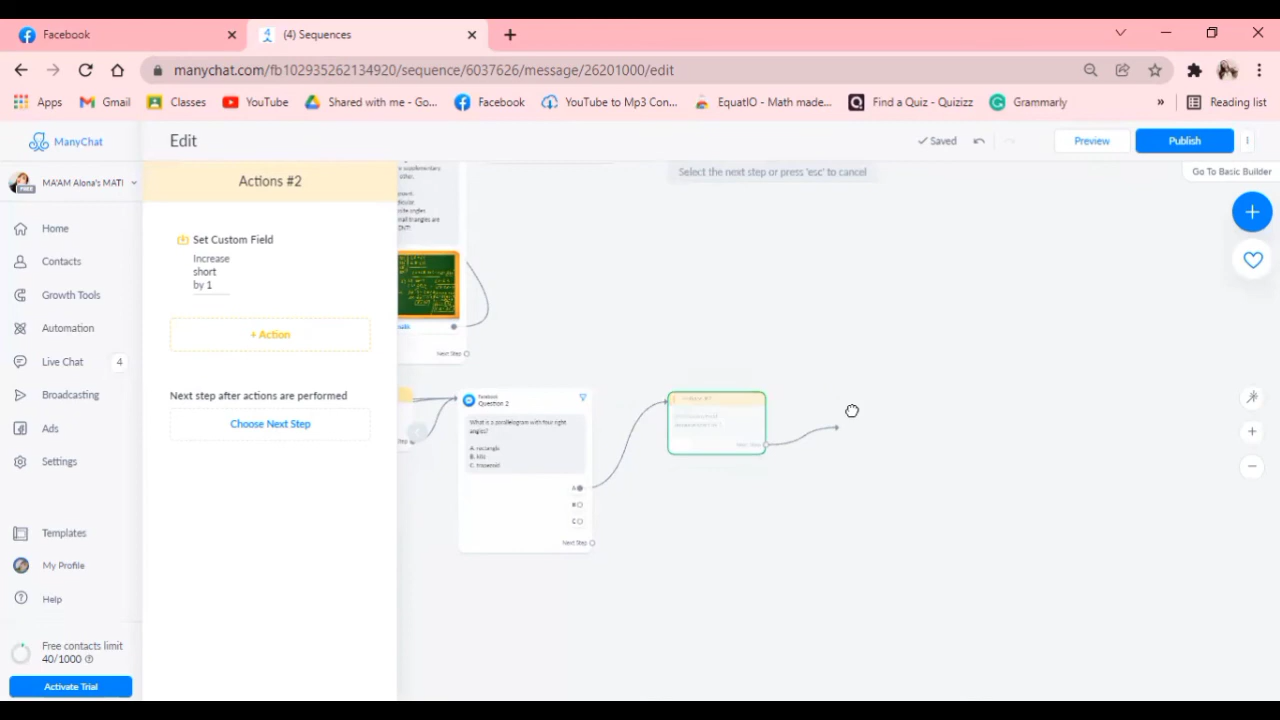 Facebook
(4) Sequences
manychat.com/fb102935262134920/sequence/6037626/message/26201000/edit
Apps
Gmail
Classes
YouTube
Shared with me - Go...
Facebook
YouTube to Mp3 Con...
EquatIO - Math made...
Find a Quiz - Quizizz
Grammarly
»
Reading list
ManyChat
Edit
Saved
Preview
Publish
MA'AM Alona's MATI
FREE
Actions #2
Select the next step or press 'esc' to cancel
Go To Basic Builder
Home
Contacts
Growth Tools
Automation
Live Chat
4
Broadcasting
Ads
Settings
Templates
My Profile
Help
Free contacts limit
40/1000
Activate Trial
Set Custom Field
Increase
short
by 1
+ Action
Next step after actions are performed
Choose Next Step
Next Step
Facebook
Question 2
What is a parallelogram with four right
angles?
A. rectangle
B. kite
C. trapezoid
A
B
C
Next Step